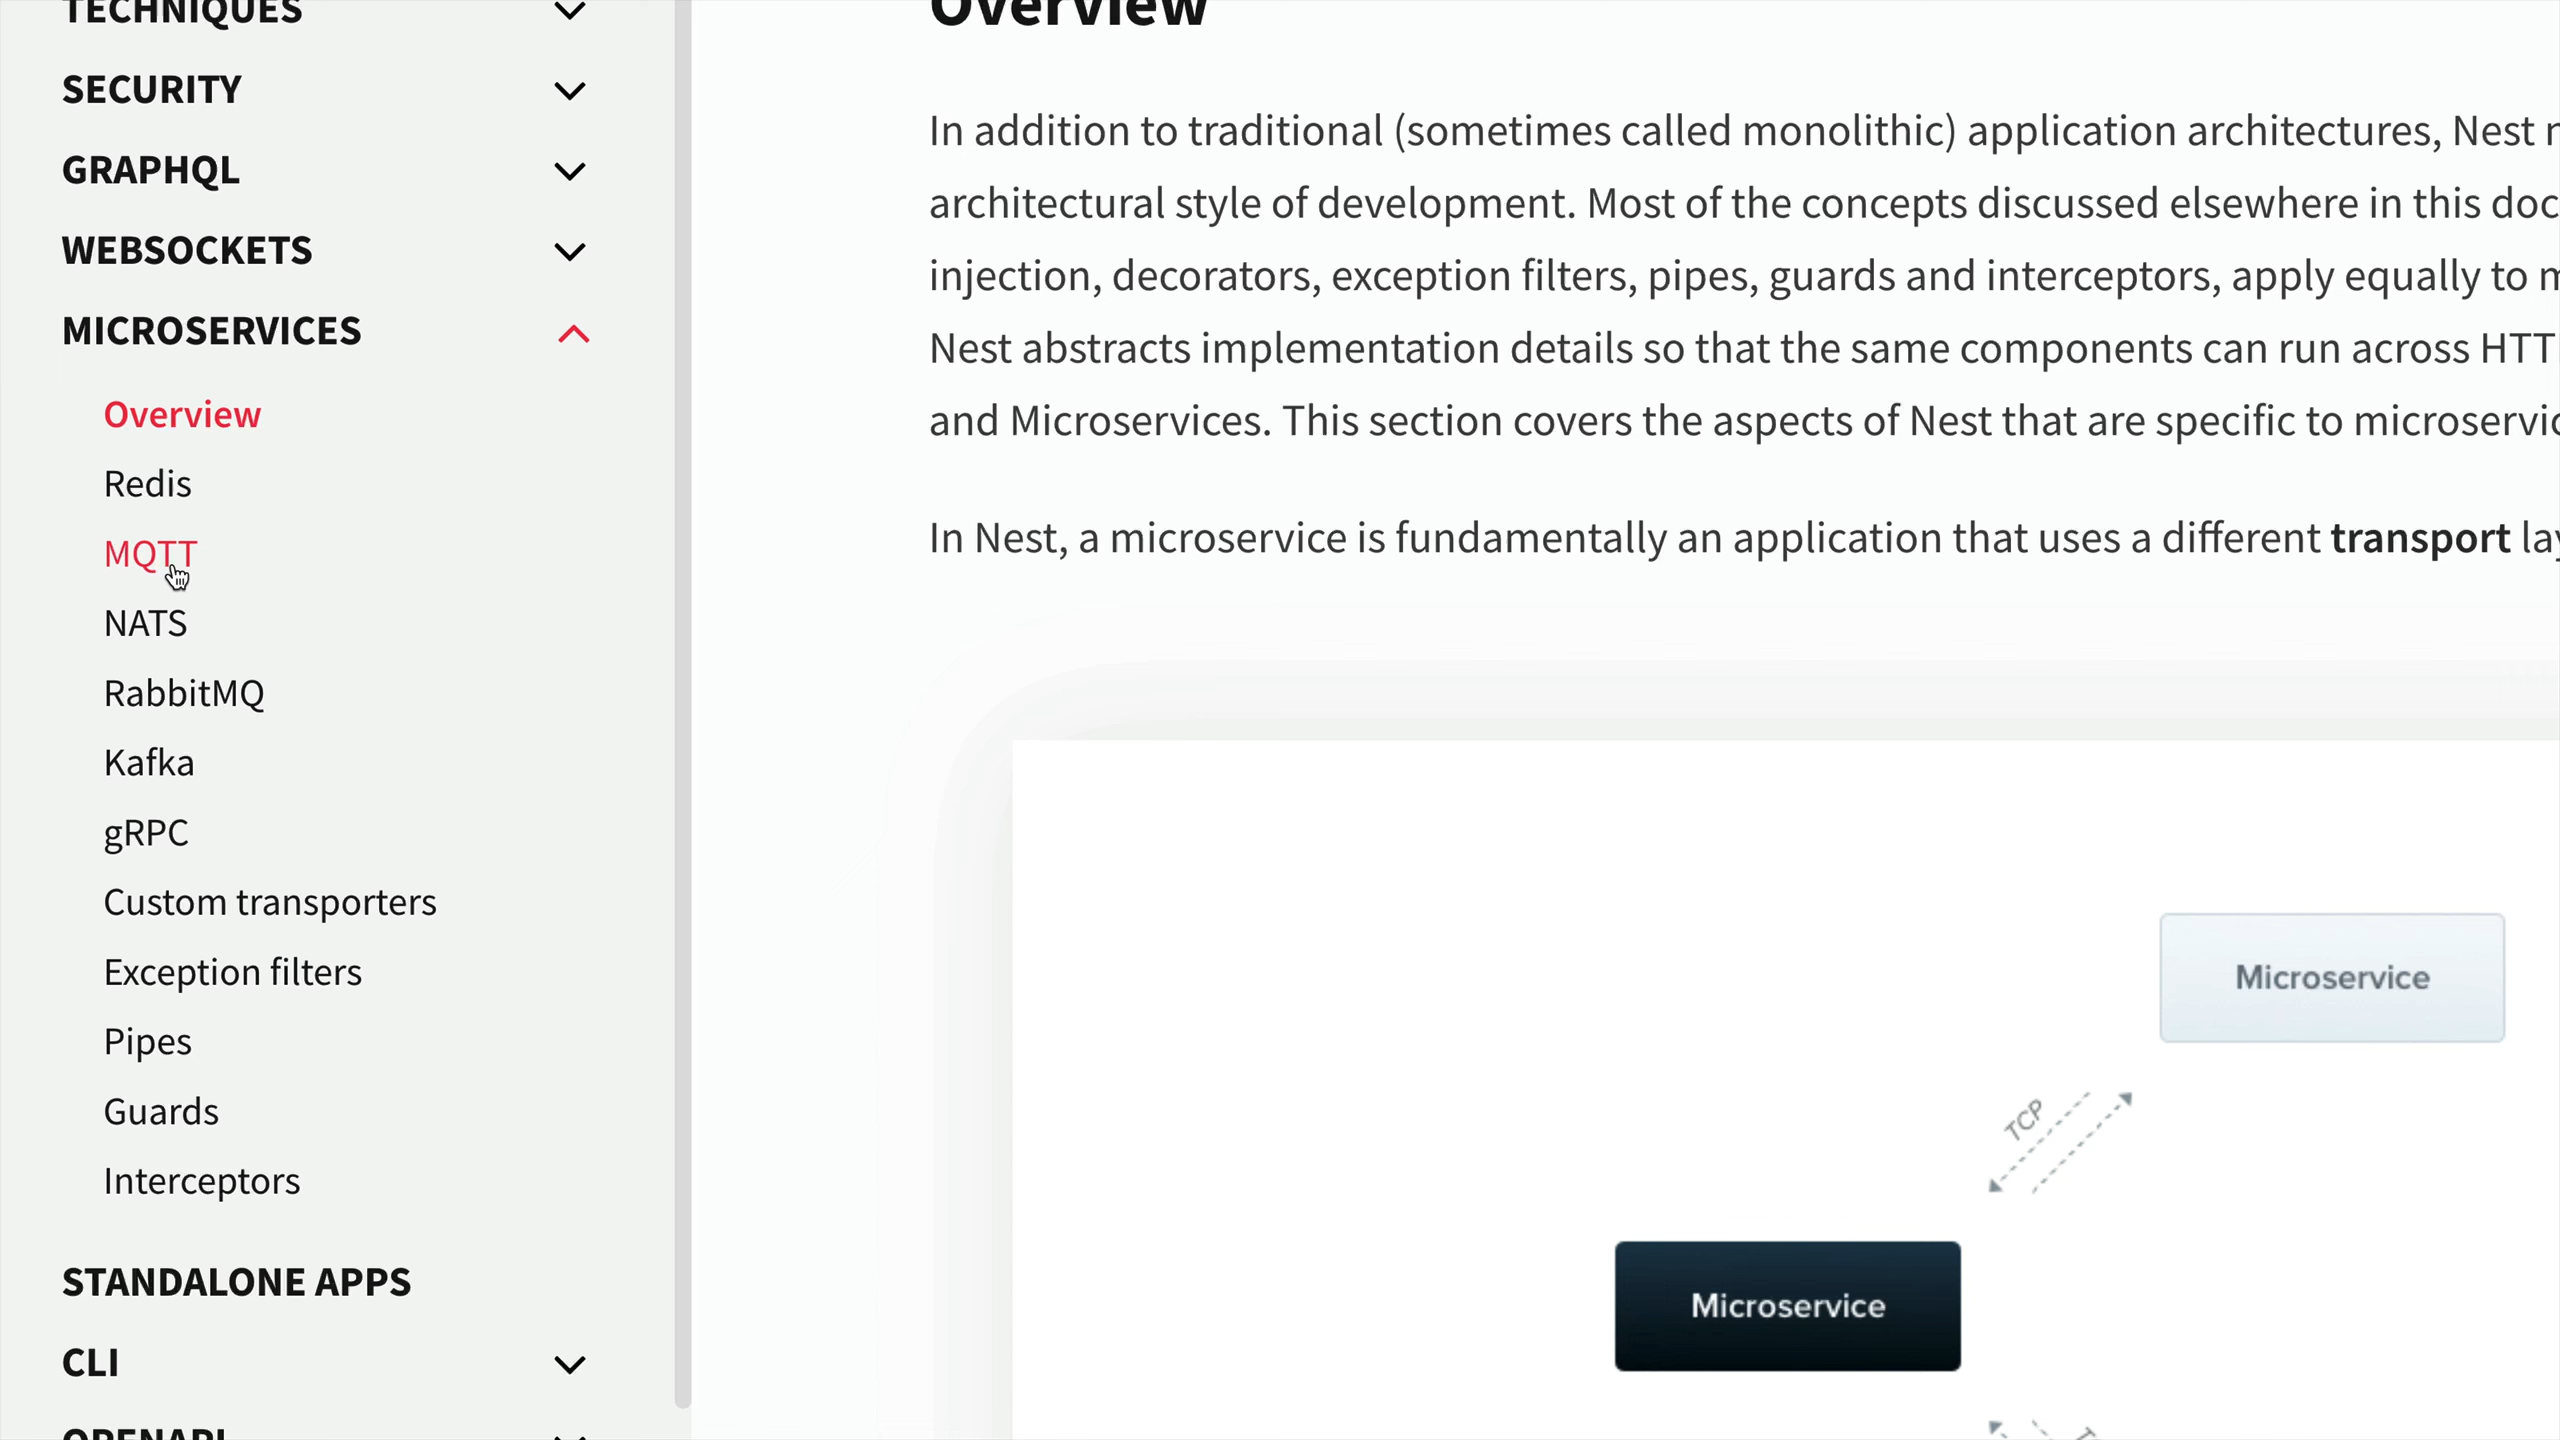 TECHNIQUES
SECURITY
GRAPHQL
WEBSOCKETS
MICROSERVICES
Overview
Redis
MQTT
NATS
RabbitMQ
Kafka
gRPC
Custom transporters
Exception filters
Pipes
Guards
Interceptors
STANDALONE APPS
CLI
OPENAPI
Overview
In addition to traditional (sometimes called monolithic) application architectures, Nest
architectural style of development. Most of the concepts discussed elsewhere in this doc
injection, decorators, exception filters, pipes, guards and interceptors, apply equally to
Nest abstracts implementation details so that the same components can run across HTT
and Microservices. This section covers the aspects of Nest that are specific to microservic
In Nest, a microservice is fundamentally an application that uses a different transport lay
Microservice
TCP
Microservice